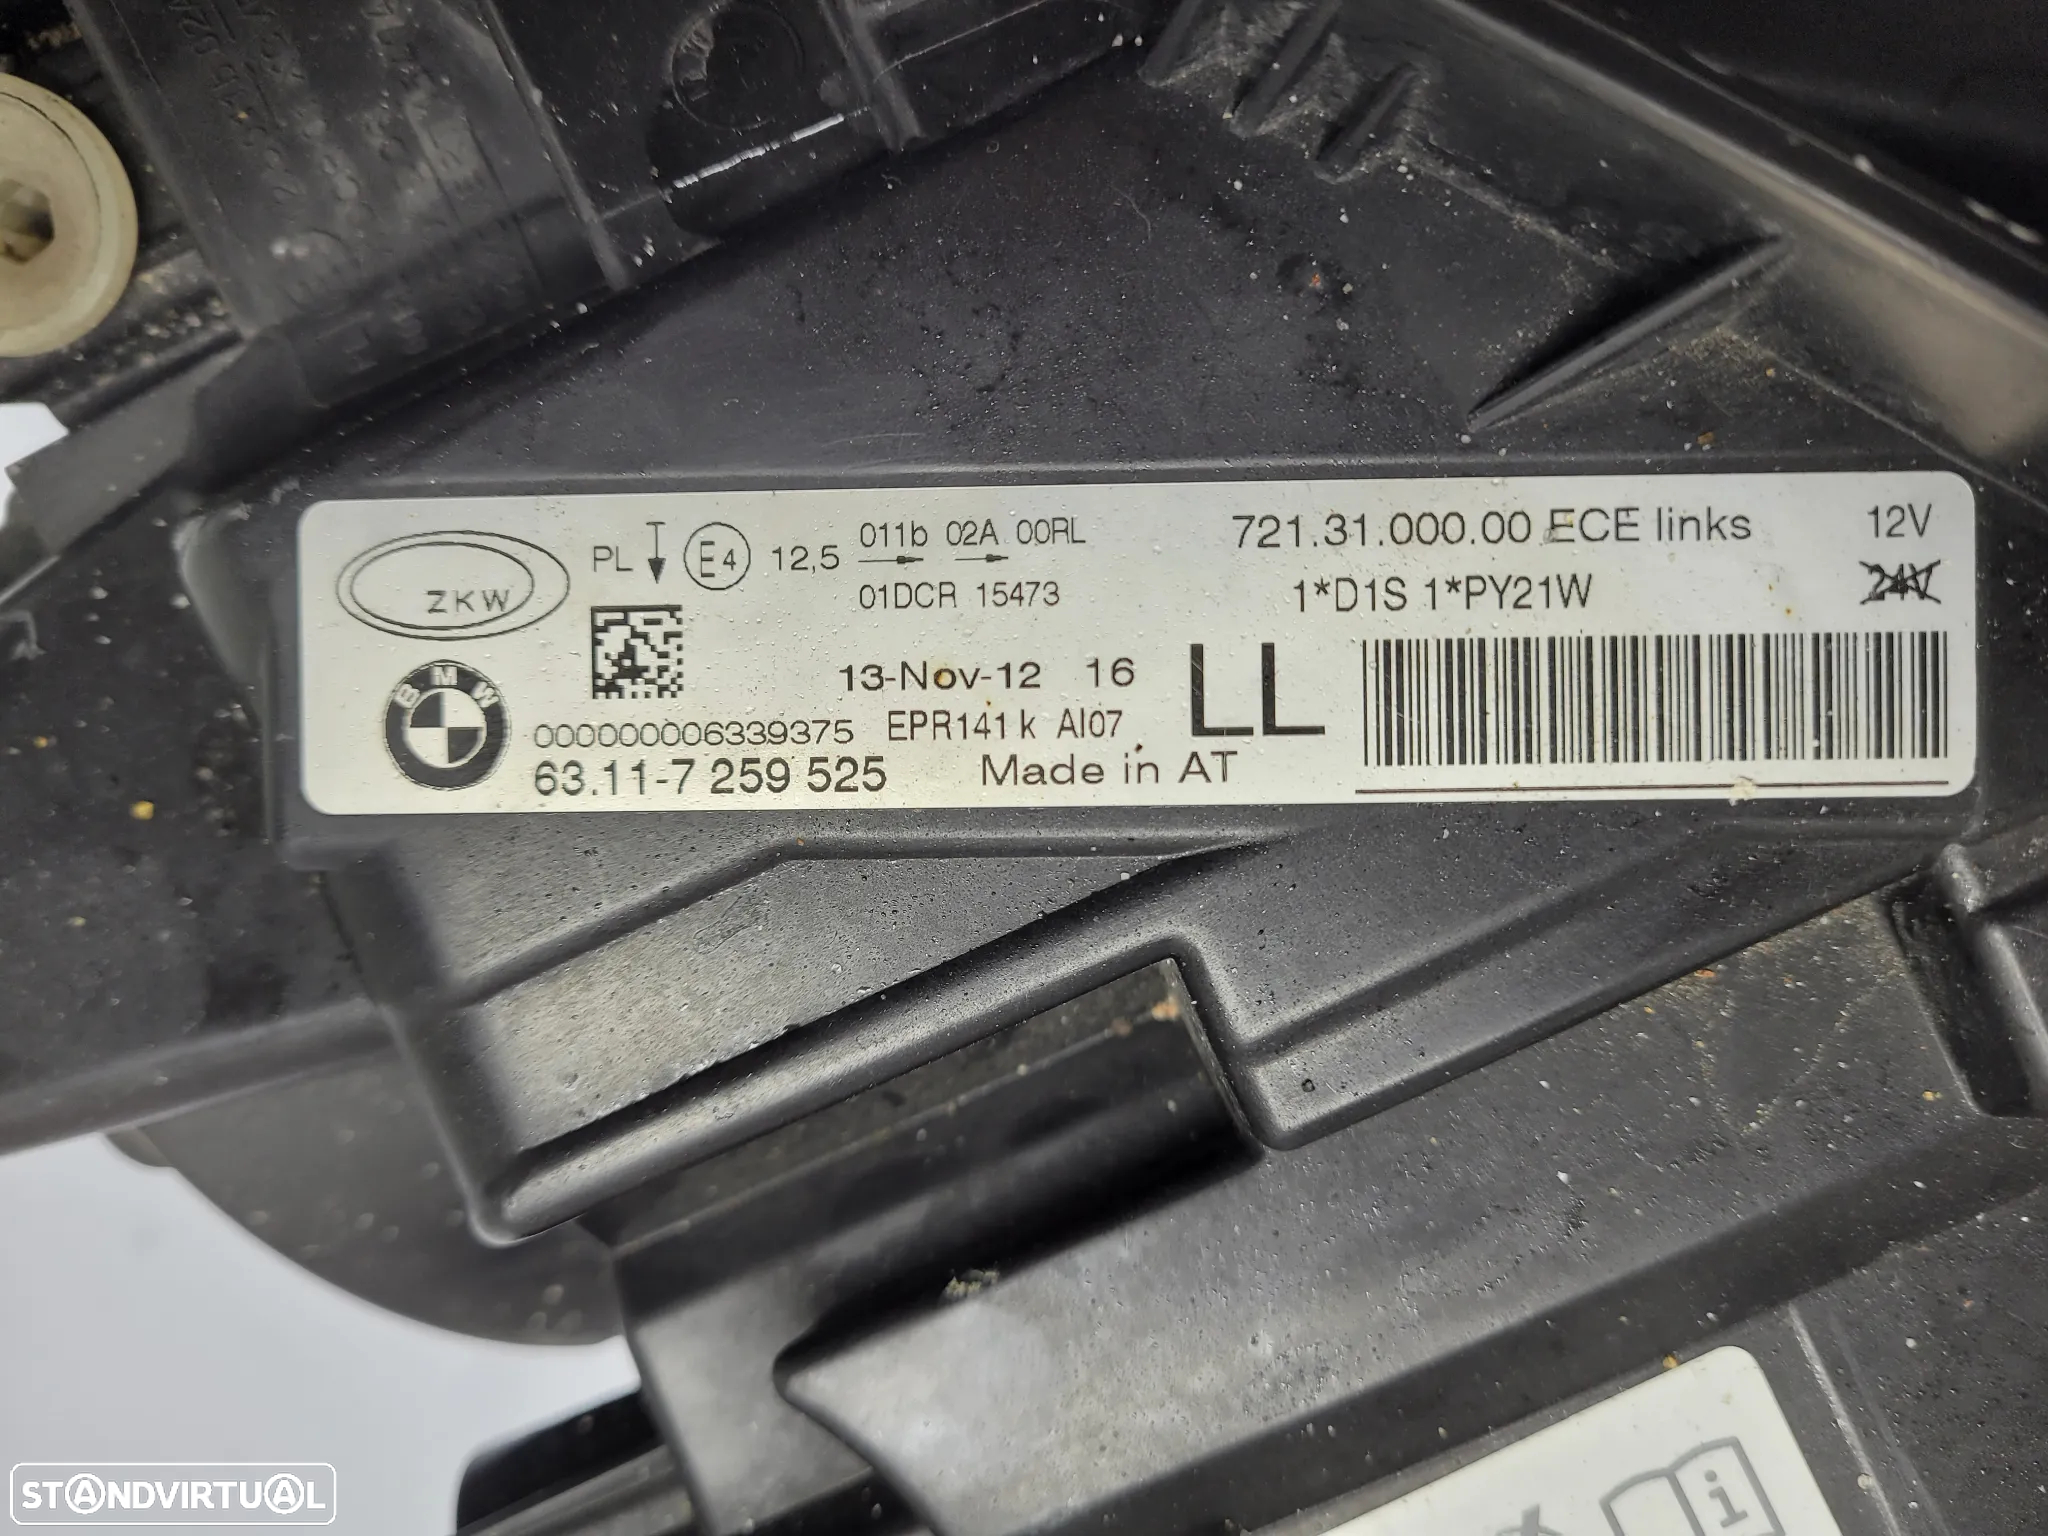 ZKW
PL E4 12,5 011b 02A 00RL
01DCR 15473
721.31.000.00 ECE links 12V
1*D1S 1*PY21W 24V
BMW
13-Nov-12 16 LL
000000006339375 EPR141 k AI07
63.11-7 259 525 Made in AT
STANDVIRTUAL